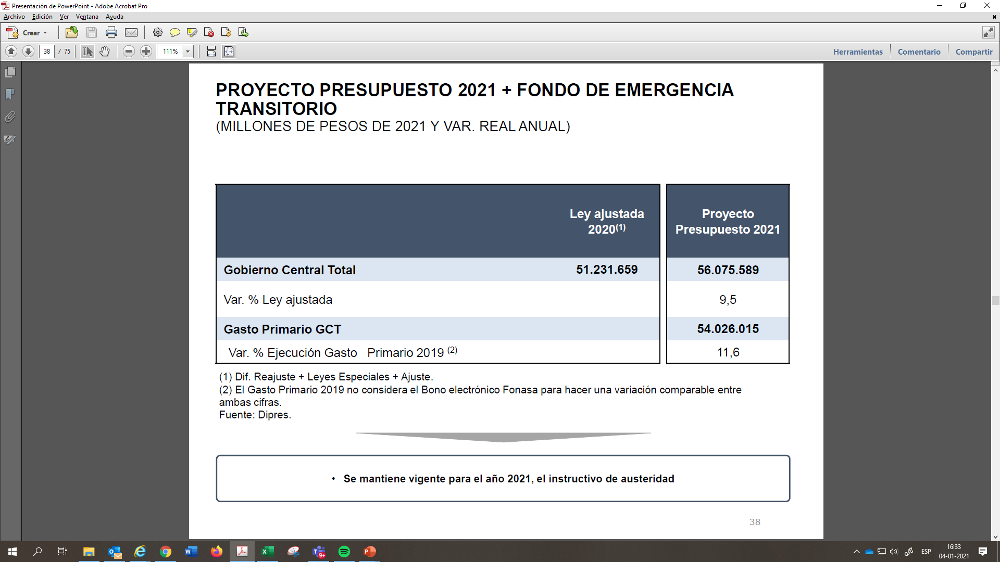 Presentación de PowerPoint - Adobe Acrobat Pro
Archivo Edición Ver Ventana Ayuda
Crear
38 / 75 111% Herramientas Comentario Compartir
PROYECTO PRESUPUESTO 2021 + FONDO DE EMERGENCIA
TRANSITORIO
(MILLONES DE PESOS DE 2021 Y VAR. REAL ANUAL)
Ley ajustada
2020(1)
Proyecto
Presupuesto 2021
Gobierno Central Total 51.231.659 56.075.589
Var. % Ley ajustada 9,5
Gasto Primario GCT 54.026.015
Var. % Ejecución Gasto Primario 2019 (2) 11,6
(1) Dif. Reajuste + Leyes Especiales + Ajuste.
(2) El Gasto Primario 2019 no considera el Bono electrónico Fonasa para hacer una variación comparable entre
ambas cifras.
Fuente: Dipres.
• Se mantiene vigente para el año 2021, el instructivo de austeridad
38
9+
ESP
16:33
04-01-2021